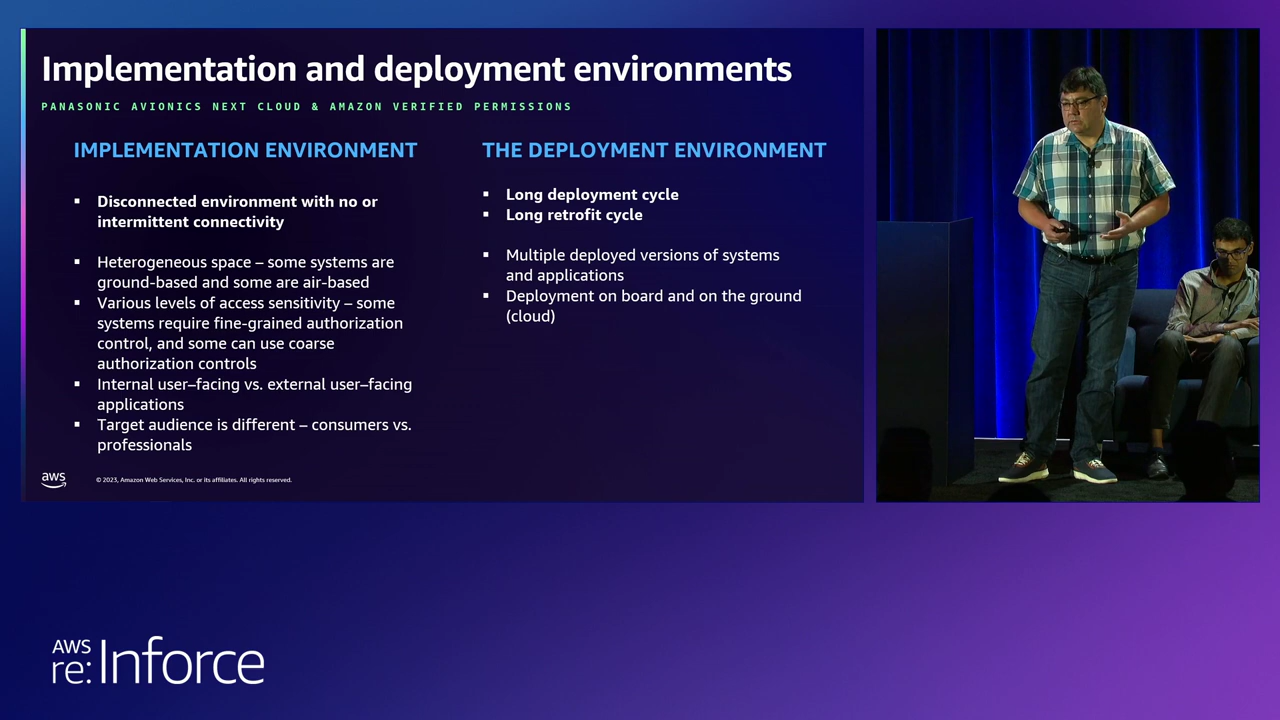 Implementation and deployment environments
PANASONIC AVIONICS NEXT CLOUD & AMAZON VERIFIED PERMISSIONS
IMPLEMENTATION ENVIRONMENT
▪ Disconnected environment with no or
intermittent connectivity
▪ Heterogeneous space – some systems are
ground-based and some are air-based
▪ Various levels of access sensitivity – some
systems require fine-grained authorization
control, and some can use coarse
authorization controls
▪ Internal user–facing vs. external user–facing
applications
▪ Target audience is different – consumers vs.
professionals
THE DEPLOYMENT ENVIRONMENT
▪ Long deployment cycle
▪ Long retrofit cycle
▪ Multiple deployed versions of systems
and applications
▪ Deployment on board and on the ground
(cloud)
aws
© 2023, Amazon Web Services, Inc. or its affiliates. All rights reserved.
AWS
re:Inforce